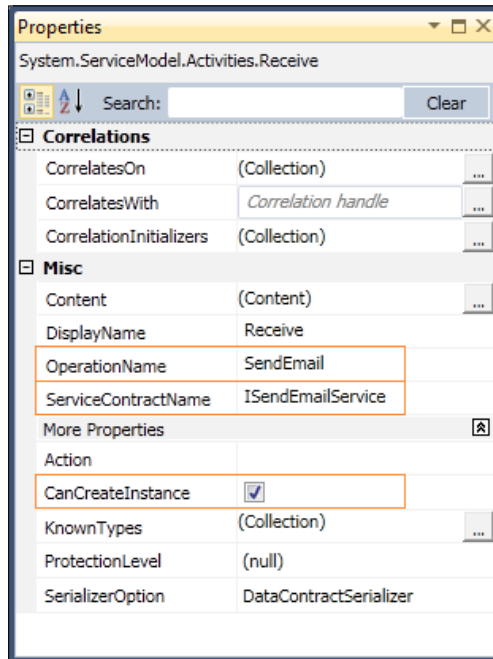 Properties
System.ServiceModel.Activities.Receive
A Z Search: Clear
Correlations
CorrelatesOn (Collection) ...
CorrelatesWith Correlation handle ...
CorrelationInitializers (Collection) ...
Misc
Content (Content) ...
DisplayName Receive
OperationName SendEmail
ServiceContractName ISendEmailService
More Properties
Action
CanCreateInstance
KnownTypes (Collection) ...
ProtectionLevel (null)
SerializerOption DataContractSerializer